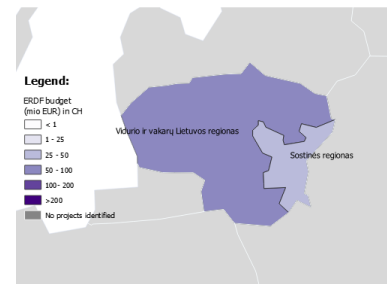 Legend:
ERDF budget
(mio EUR) in CH
< 1
1 - 25
25 - 50
50 - 100
100- 200
>200
No projects identified
Vidurio ir vakarų Lietuvos regionas
Sostinės regionas